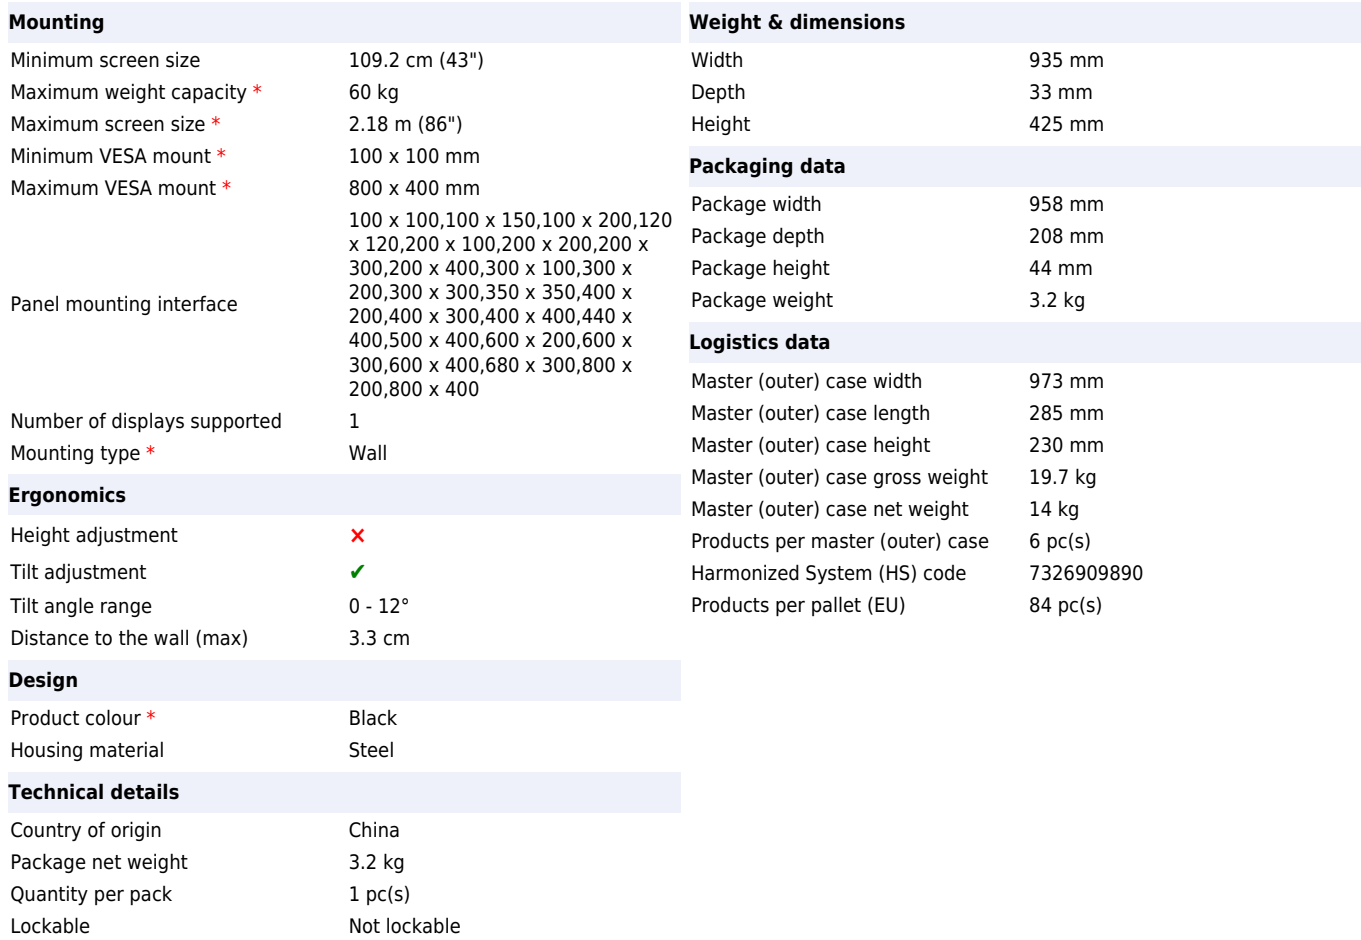 Mounting
Minimum screen size 109.2 cm (43")
Maximum weight capacity * 60 kg
Maximum screen size * 2.18 m (86")
Minimum VESA mount * 100 x 100 mm
Maximum VESA mount * 800 x 400 mm
Panel mounting interface
100 x 100,100 x 150,100 x 200,120
x 120,200 x 100,200 x 200,200 x
300,200 x 400,300 x 100,300 x
200,300 x 300,350 x 350,400 x
200,400 x 300,400 x 400,440 x
400,500 x 400,600 x 200,600 x
300,600 x 400,680 x 300,800 x
200,800 x 400
Number of displays supported 1
Mounting type * Wall
Ergonomics
Height adjustment ✗
Tilt adjustment ✔
Tilt angle range 0 - 12°
Distance to the wall (max) 3.3 cm
Design
Product colour * Black
Housing material Steel
Technical details
Country of origin China
Package net weight 3.2 kg
Quantity per pack 1 pc(s)
Lockable Not lockable
Weight & dimensions
Width 935 mm
Depth 33 mm
Height 425 mm
Packaging data
Package width 958 mm
Package depth 208 mm
Package height 44 mm
Package weight 3.2 kg
Logistics data
Master (outer) case width 973 mm
Master (outer) case length 285 mm
Master (outer) case height 230 mm
Master (outer) case gross weight 19.7 kg
Master (outer) case net weight 14 kg
Products per master (outer) case 6 pc(s)
Harmonized System (HS) code 7326909890
Products per pallet (EU) 84 pc(s)